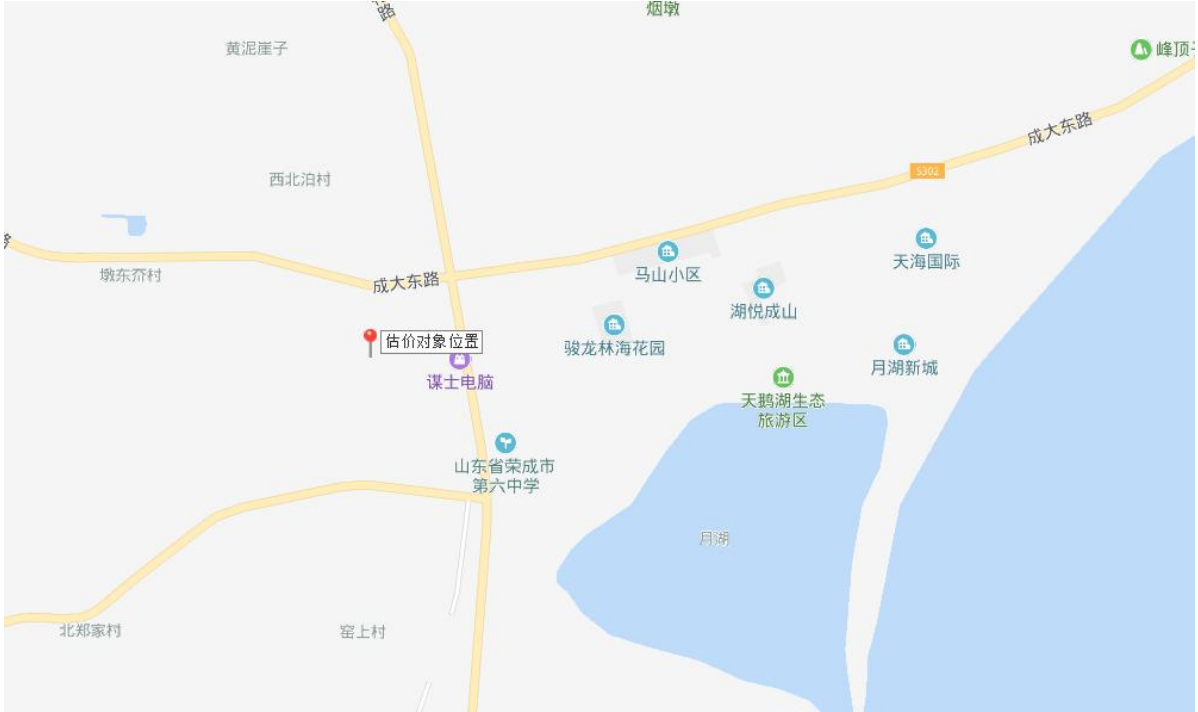 烟墩
路
黄泥崖子
峰顶子
成大东路
S302
西北泊村
墩东夼村
成大东路
马山小区
天海国际
湖悦成山
估价对象位置
骏龙林海花园
谋士电脑
月湖新城
天鹅湖生态
旅游区
山东省荣成市
第六中学
月湖
北郑家村
窑上村